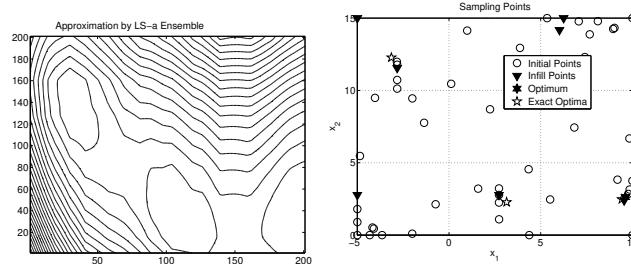 Approximation by LS-a Ensemble
200
180
160
140
120
100
80
60
40
20
50
100
150
200
Sampling Points
15
10
5
0
-5
0
5
10
x2
x1
Initial Points
Infill Points
Optimum
Exact Optima